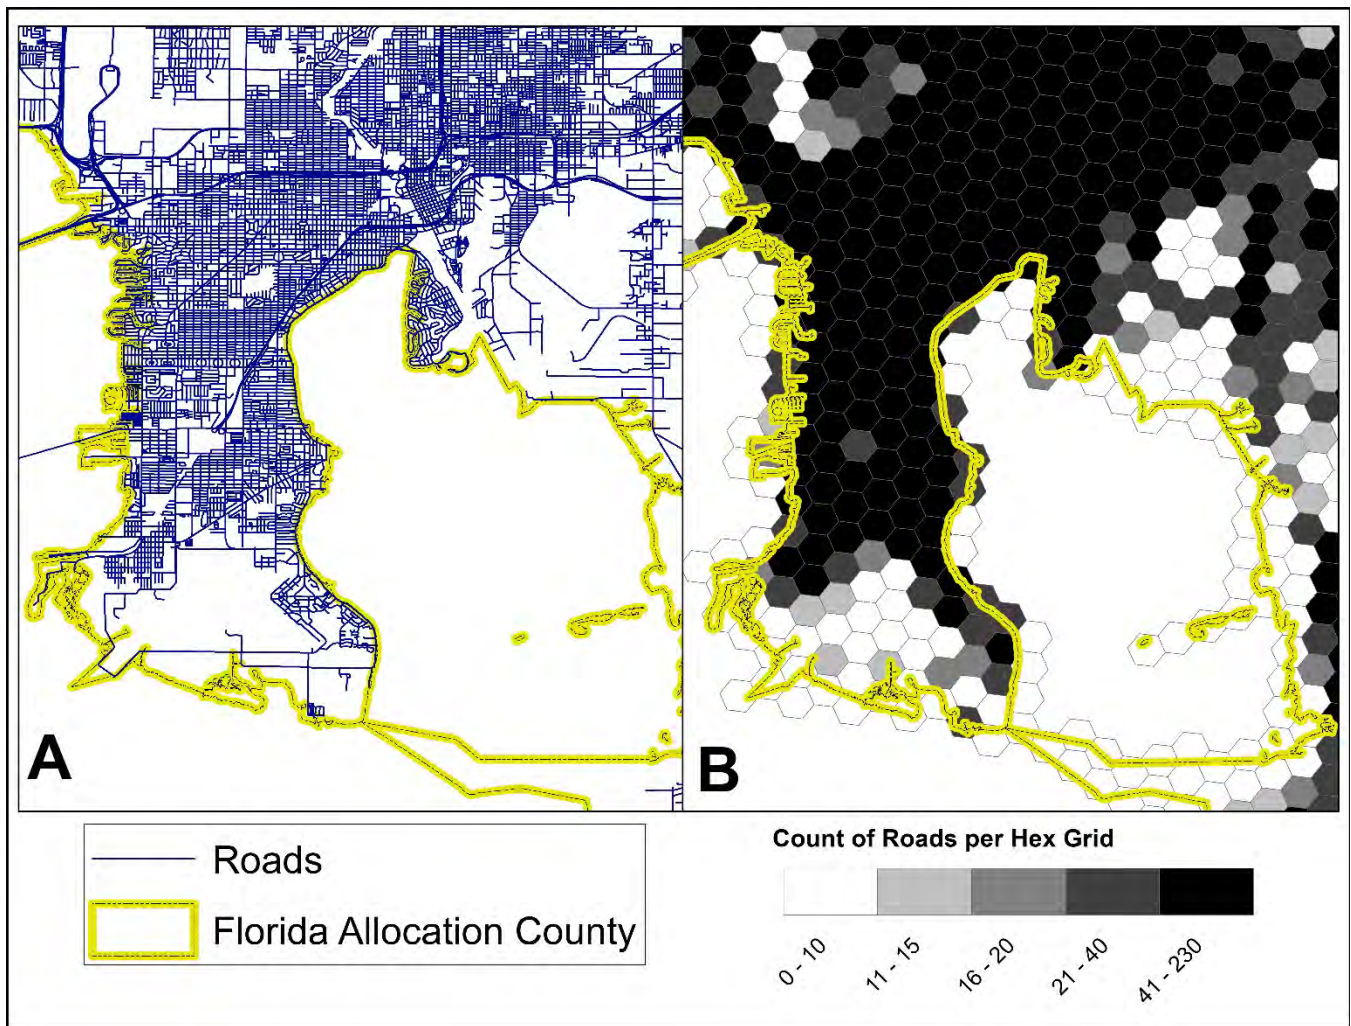 A
B
Roads
Florida Allocation County
Count of Roads per Hex Grid
0 - 10
11 - 15
16 - 20
21 - 40
41 - 230